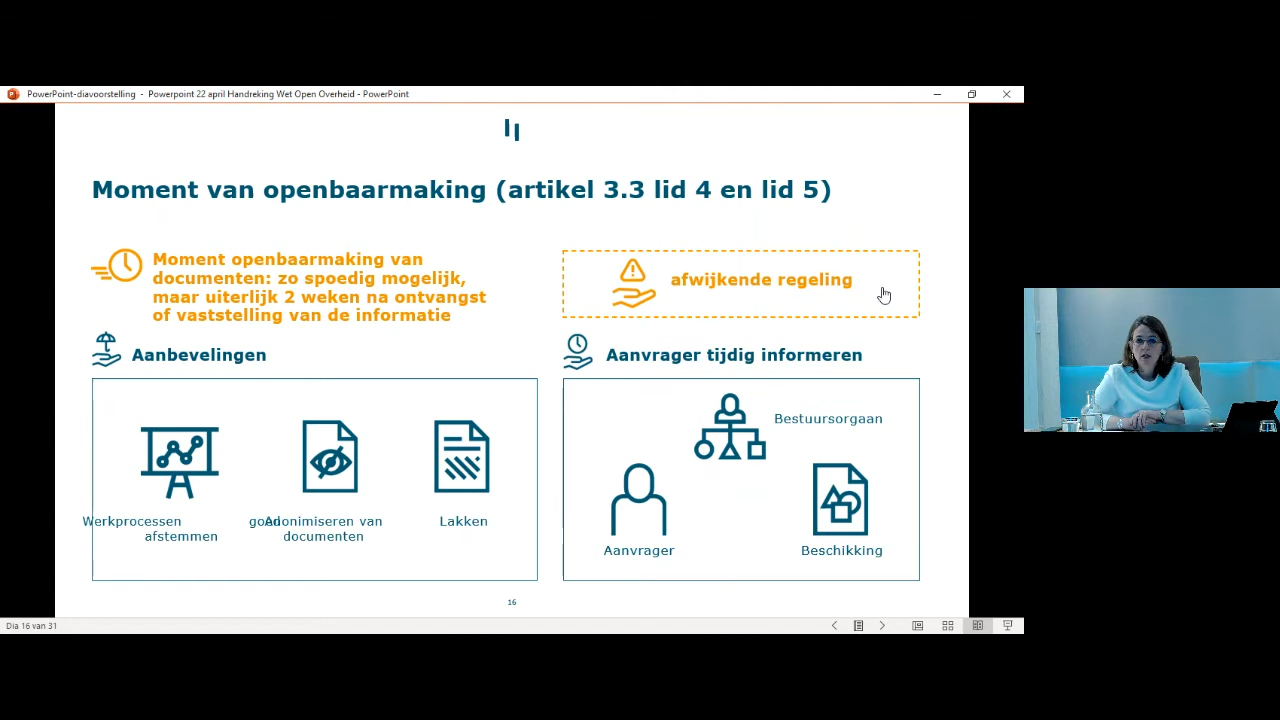 PowerPoint-diavoorstelling - Powerpoint 22 april Handreking Wet Open Overheid - PowerPoint
Moment van openbaarmaking (artikel 3.3 lid 4 en lid 5)
Moment openbaarmaking van
documenten: zo spoedig mogelijk,
maar uiterlijk 2 weken na ontvangst
of vaststelling van de informatie
afwijkende regeling
Aanbevelingen
Werkprocessen goed
afstemmen
Anonimiseren van
documenten
Lakken
Aanvrager tijdig informeren
Bestuursorgaan
Aanvrager
Beschikking
16
Dia 16 van 31